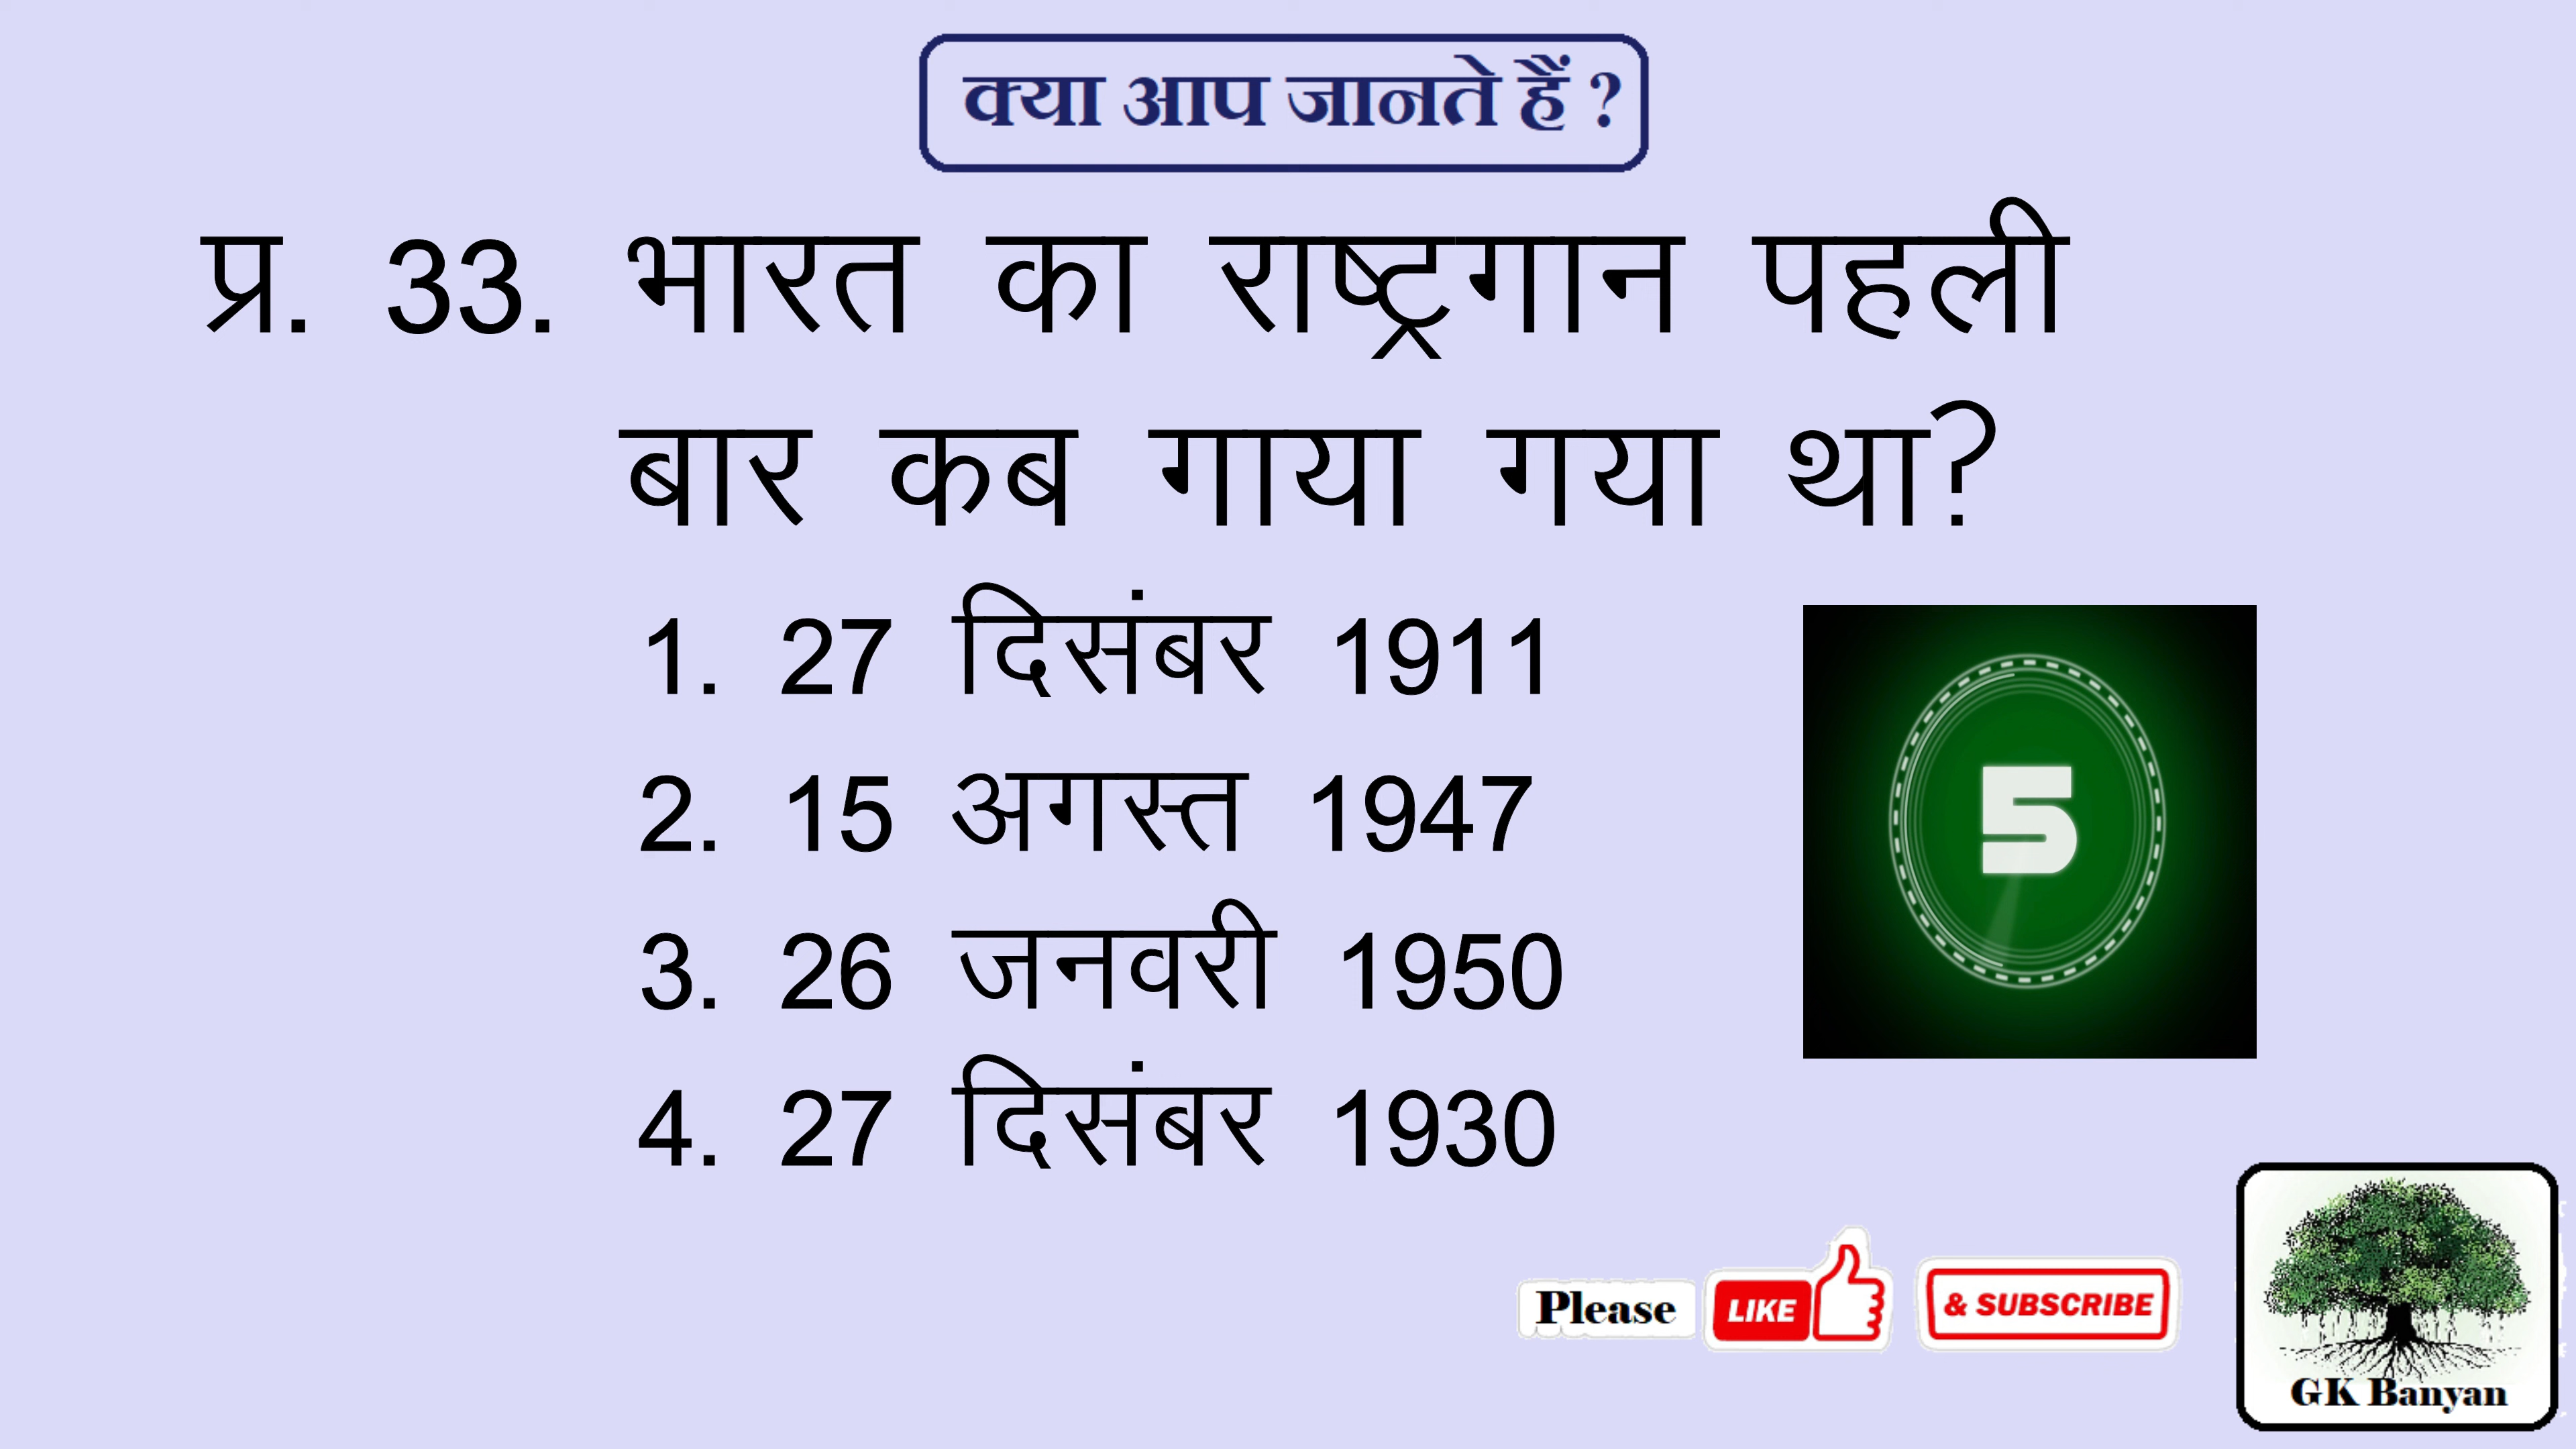 क्या आप जानते हैं ?
प्र. 33. भारत का राष्ट्रगान पहली
बार कब गाया गया था?
1. 27 दिसंबर 1911
2. 15 अगस्त 1947
3. 26 जनवरी 1950
4. 27 दिसंबर 1930
5
Please LIKE & SUBSCRIBE
GK Banyan